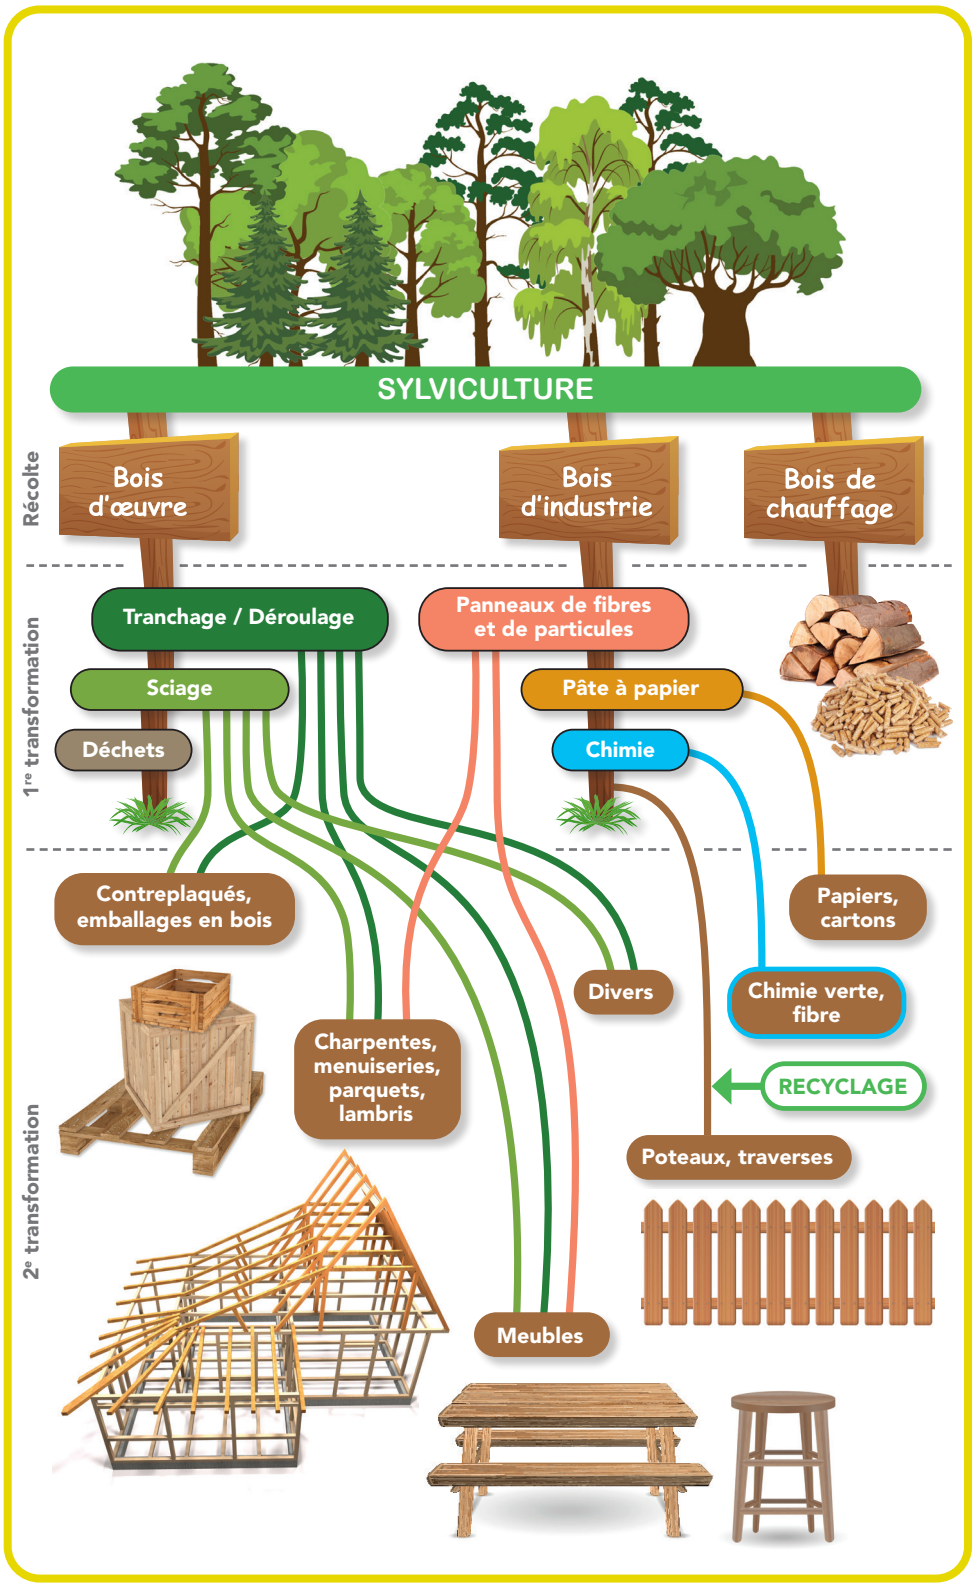 SYLVICULTURE
Récolte
Bois
d'œuvre
Bois
d'industrie
Bois de
chauffage
1re transformation
Tranchage / Déroulage
Panneaux de fibres
et de particules
Sciage
Pâte à papier
Déchets
Chimie
2e transformation
Contreplaqués,
emballages en bois
Papiers,
cartons
Divers
Chimie verte,
fibre
Charpentes,
menuiseries,
parquets,
lambris
RECYCLAGE
Poteaux, traverses
Meubles